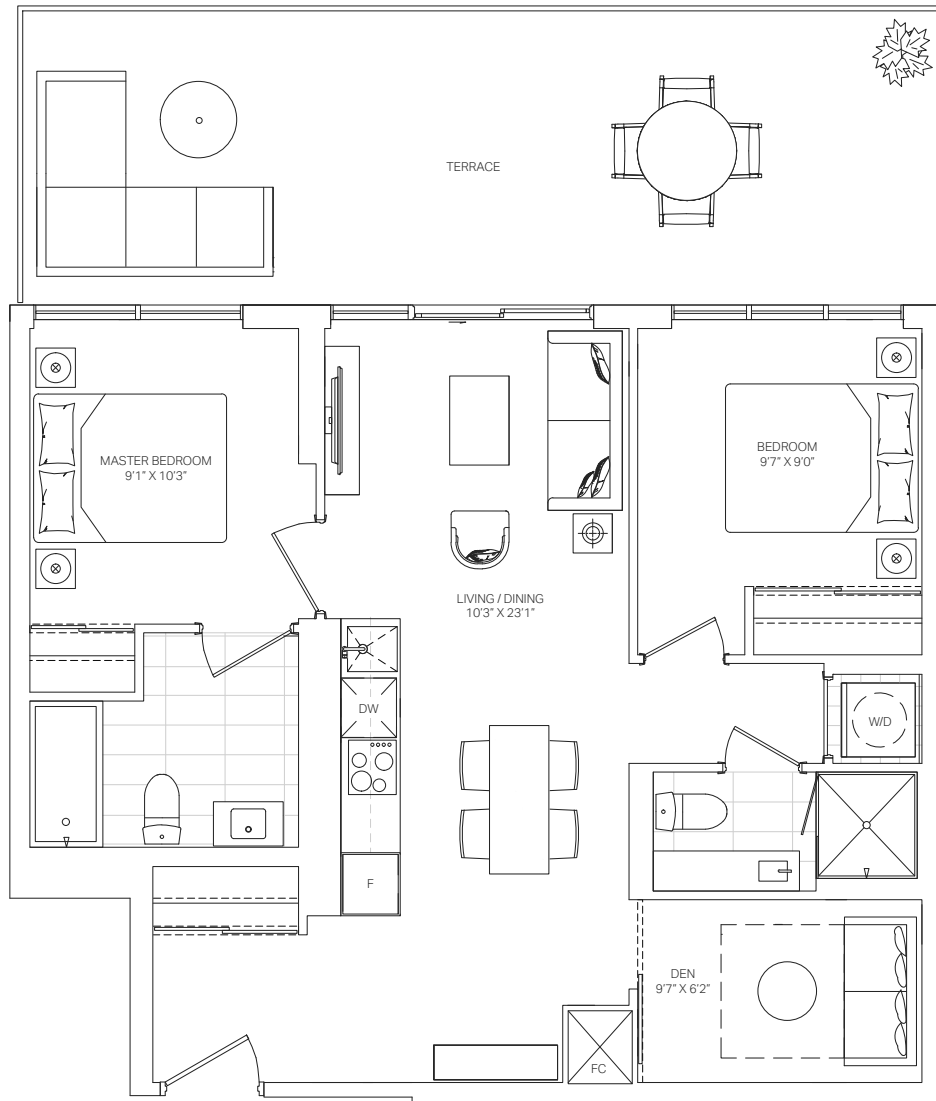 TERRACE
MASTER BEDROOM
9'1" X 10'3"
BEDROOM
9'7" X 9'0"
LIVING / DINING
10'3" X 23'1"
DW
W/D
F
DEN
9'7" X 6'2"
FC